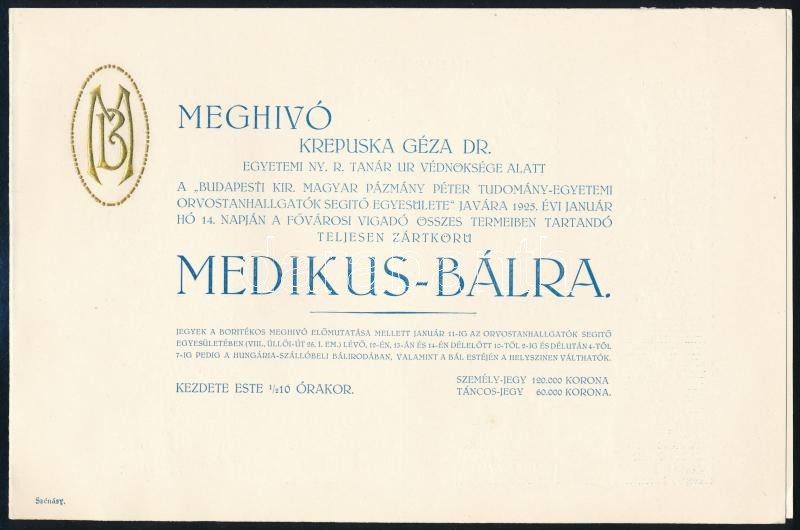 MB
MEGHIVÓ
KREPUSKA GÉZA DR.
EGYETEMI NY. R. TANÁR UR VÉDNÖKSÉGE ALATT
A „BUDAPESTI KIR. MAGYAR PÁZMÁNY PÉTER TUDOMÁNY-EGYETEMI
ORVOSTANHALLGATÓK SEGITŐ EGYESÜLETE“ JAVÁRA 1925. ÉVI JANUÁR
HÓ 14. NAPJÁN A FŐVÁROSI VIGADÓ ÖSSZES TERMEIBEN TARTANDÓ
TELJESEN ZÁRTKÖRÜ
MEDIKUS-BÁLRA.
JEGYEK A BORITÉKOS MEGHIVÓ ELŐMUTATÁSA MELLETT JANUÁR 11-IG AZ ORVOSTANHALLGATÓK SEGITŐ
EGYESÜLETÉBEN (VIII., ÜLLŐI-ÚT 26, I. EM.) LÉVŐ, 12-ÉN, 13-ÁN ÉS 14-ÉN DÉLELŐTT 10-TŐL 2-IG ÉS DÉLUTÁN 4-TŐL
7-IG PEDIG A HUNGÁRIA-SZÁLLÓBELI BÁLIRODÁBAN, VALAMINT A BÁL ESTÉJÉN A HELYSZINEN VÁLTHATÓK.
KEZDETE ESTE ½10 ÓRAKOR.
SZEMÉLY-JEGY 120.000 KORONA
TÁNCOS-JEGY 60.000 KORONA.
Szénásy.